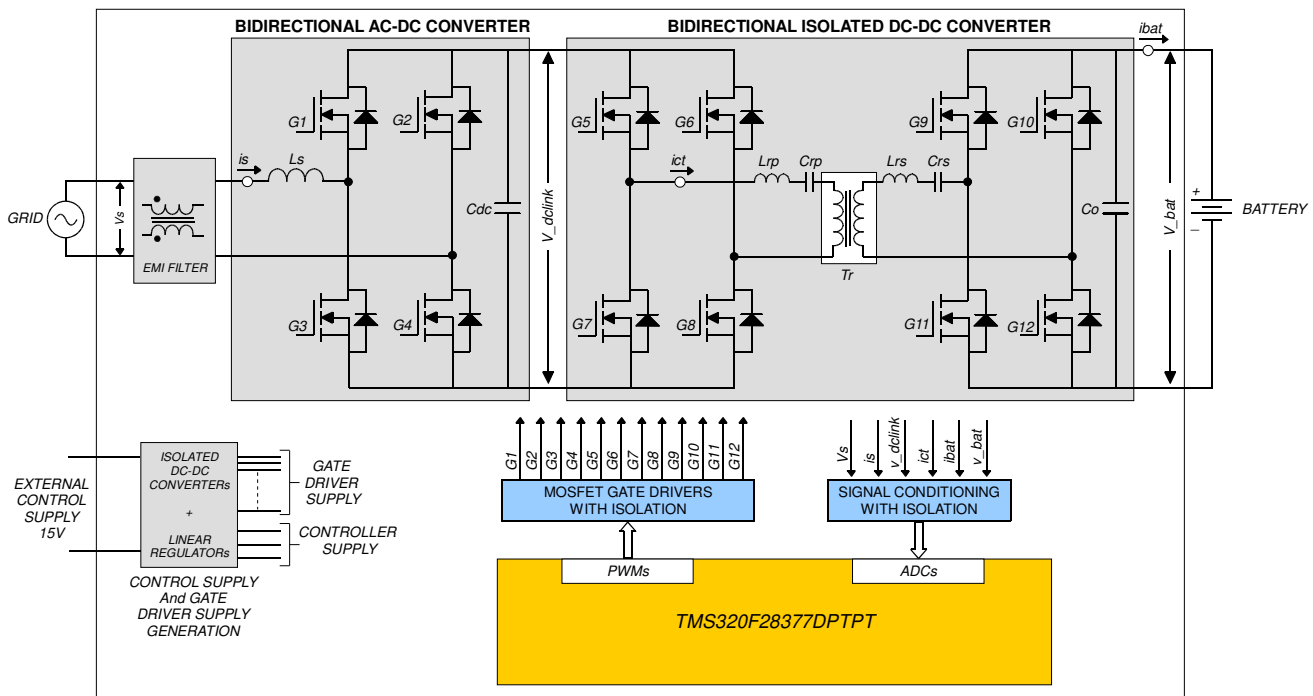 BIDIRECTIONAL AC-DC CONVERTER
BIDIRECTIONAL ISOLATED DC-DC CONVERTER
ibat
G1
G2
G5
G6
G9
G10
is
Ls
ict
Lrp
Crp
Lrs
Crs
GRID
Vs
EMI FILTER
Cdc
V_dclink
Tr
Co
V_bat
+
–
BATTERY
G3
G4
G7
G8
G11
G12
EXTERNAL
CONTROL
SUPPLY
15V
ISOLATED
DC-DC
CONVERTERs
+
LINEAR
REGULATORs
GATE
DRIVER
SUPPLY
CONTROLLER
SUPPLY
CONTROL SUPPLY
And GATE
DRIVER SUPPLY
GENERATION
G1
G2
G3
G4
G5
G6
G7
G8
G9
G10
G11
G12
MOSFET GATE DRIVERS
WITH ISOLATION
Vs
is
v_dclink
ict
ibat
v_bat
SIGNAL CONDITIONING
WITH ISOLATION
PWMs
ADCs
TMS320F28377DPTPT